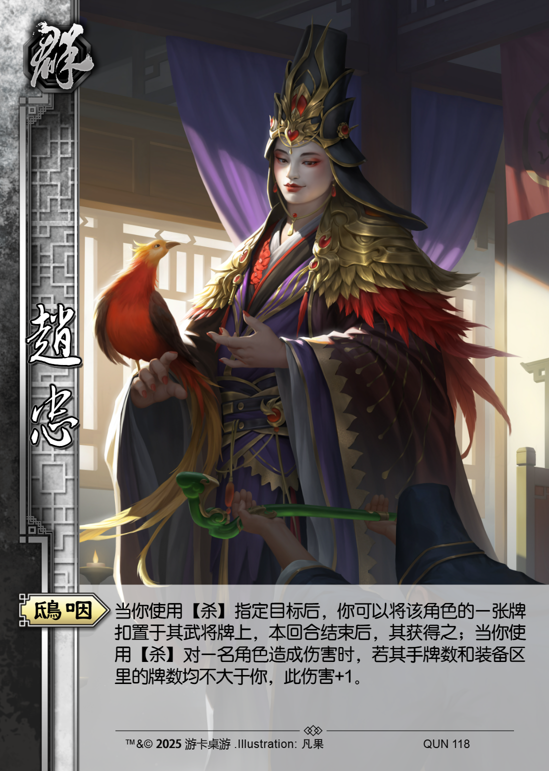 群
趙忠
鴟咽
当你使用【杀】指定目标后，你可以将该角色的一张牌
扣置于其武将牌上，本回合结束后，其获得之；当你使
用【杀】对一名角色造成伤害时，若其手牌数和装备区
里的牌数均不大于你，此伤害+1。
™&© 2025 游卡桌游 .Illustration: 凡果
QUN 118